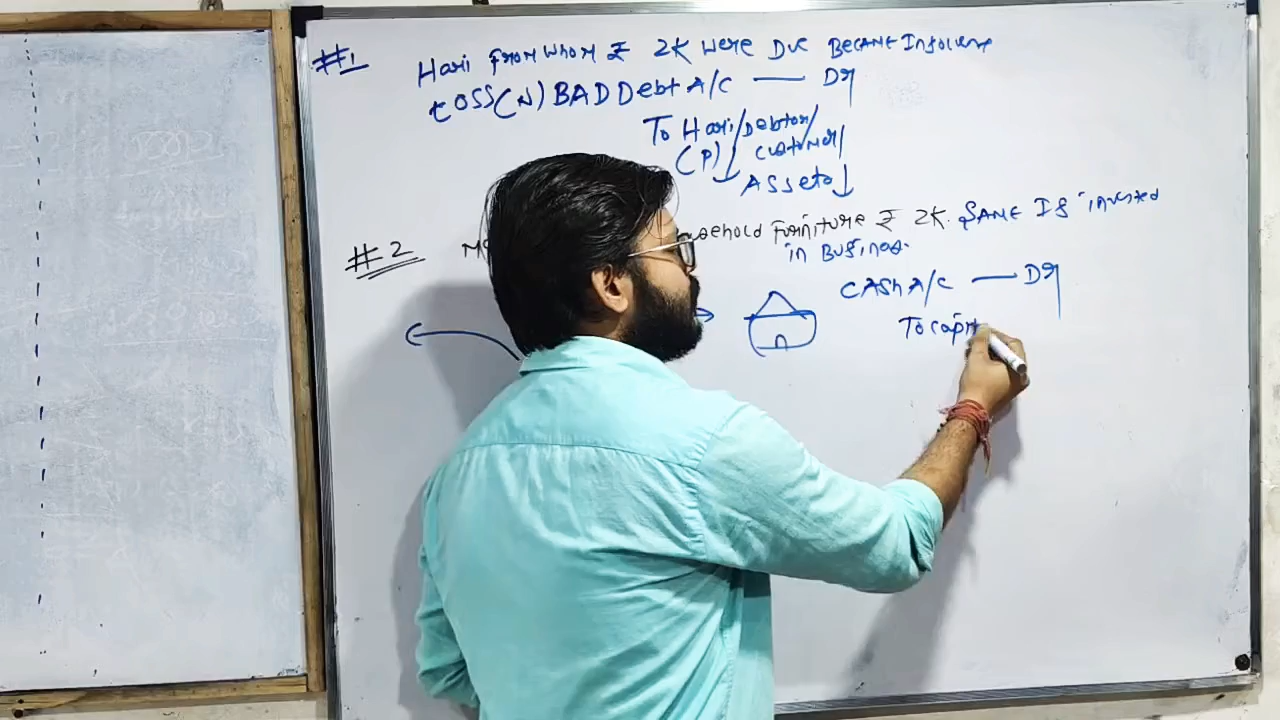 #1 Hari From whom ₹ 2K were Due Became Insolvent
LOSS(N) BAD Debt A/C — Dr
To Hari/Debtor/
(P)↓ Customer/
Assets↓
#2 ehold Furniture ₹ 2K. SAME IS invested
in Business.
CASh A/C — Dr
To capit